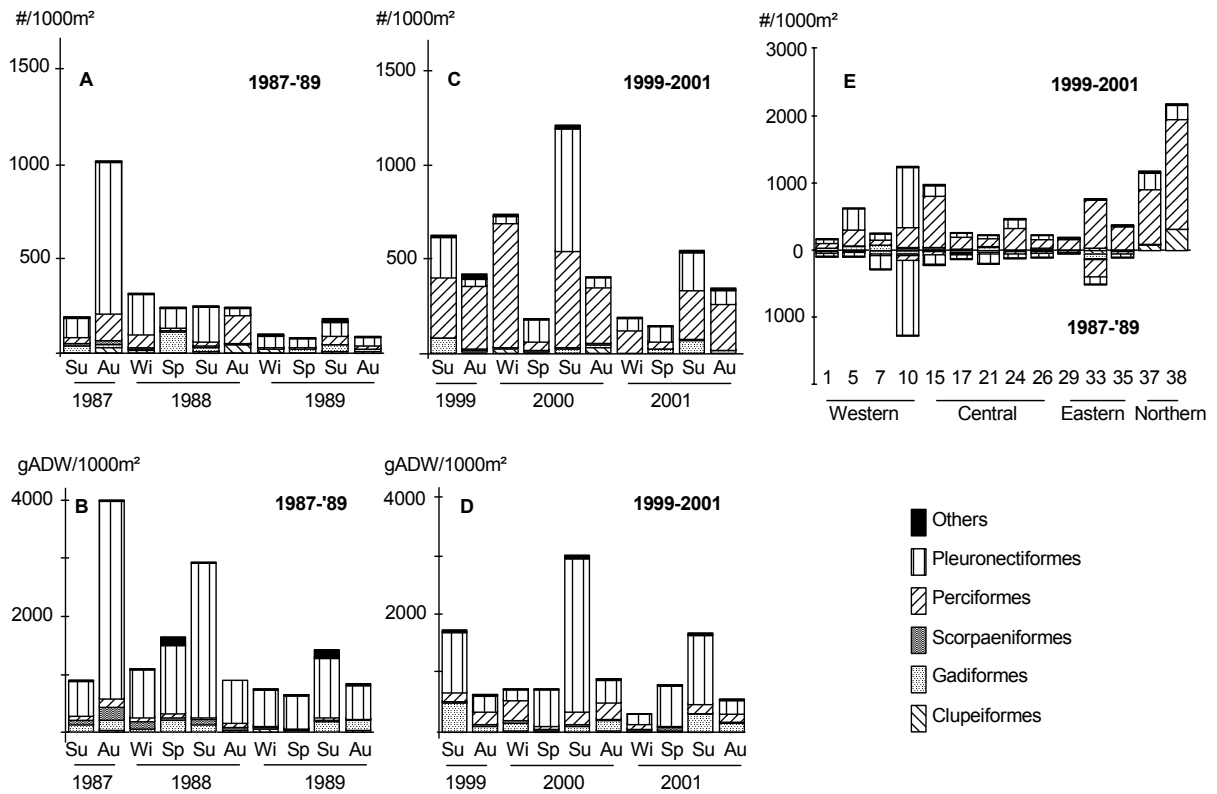 #/1000m²
1500
1000
500
A
1987-'89
Su Au Wi Sp Su Au Wi Sp Su Au
1987 1988 1989
#/1000m²
1500
1000
500
C
1999-2001
Su Au Wi Sp Su Au Wi Sp Su Au
1999 2000 2001
#/1000m²
3000
2000
1000
0
1000
E
1999-2001
1987-'89
1 5 7 10 15 17 21 24 26 29 33 35 37 38
Western Central Eastern Northern
gADW/1000m²
4000
2000
B
1987-'89
Su Au Wi Sp Su Au Wi Sp Su Au
1987 1988 1989
gADW/1000m²
4000
2000
D
1999-2001
Su Au Wi Sp Su Au Wi Sp Su Au
1999 2000 2001
Others
Pleuronectiformes
Perciformes
Scorpaeniformes
Gadiformes
Clupeiformes